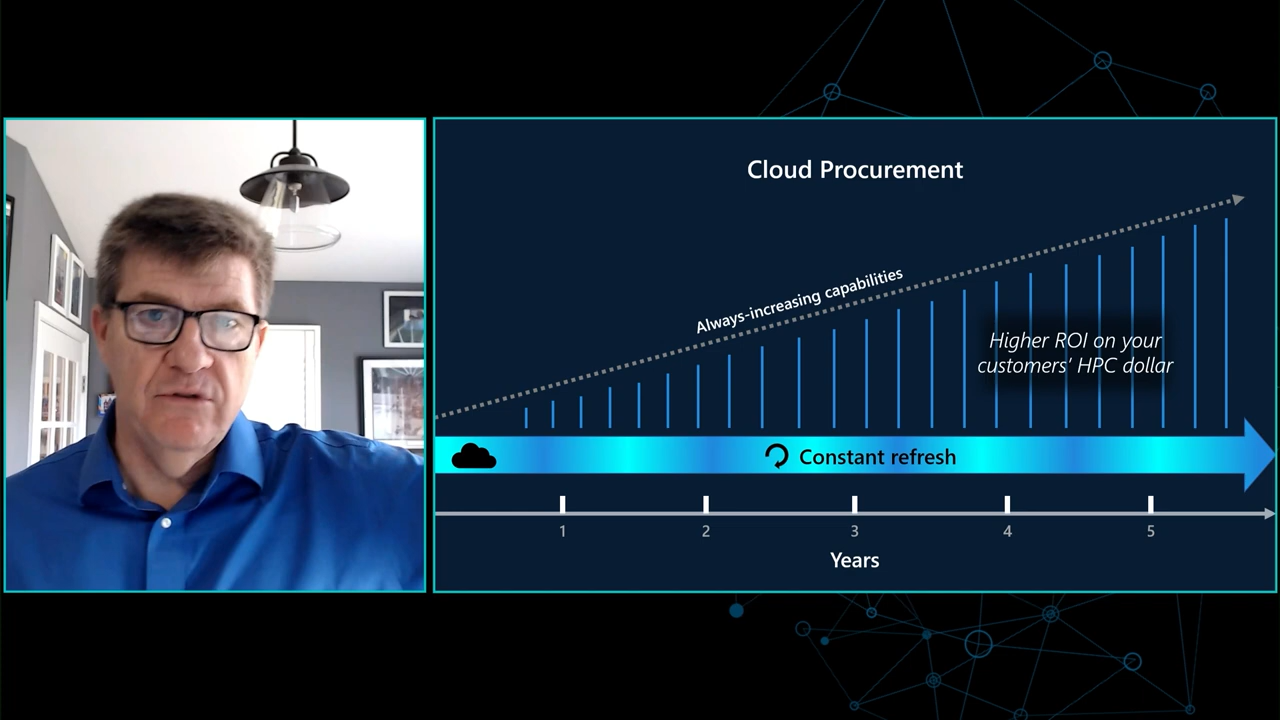 Cloud Procurement
Always-increasing capabilities
Higher ROI on your
customers' HPC dollar
Constant refresh
1 2 3 4 5
Years